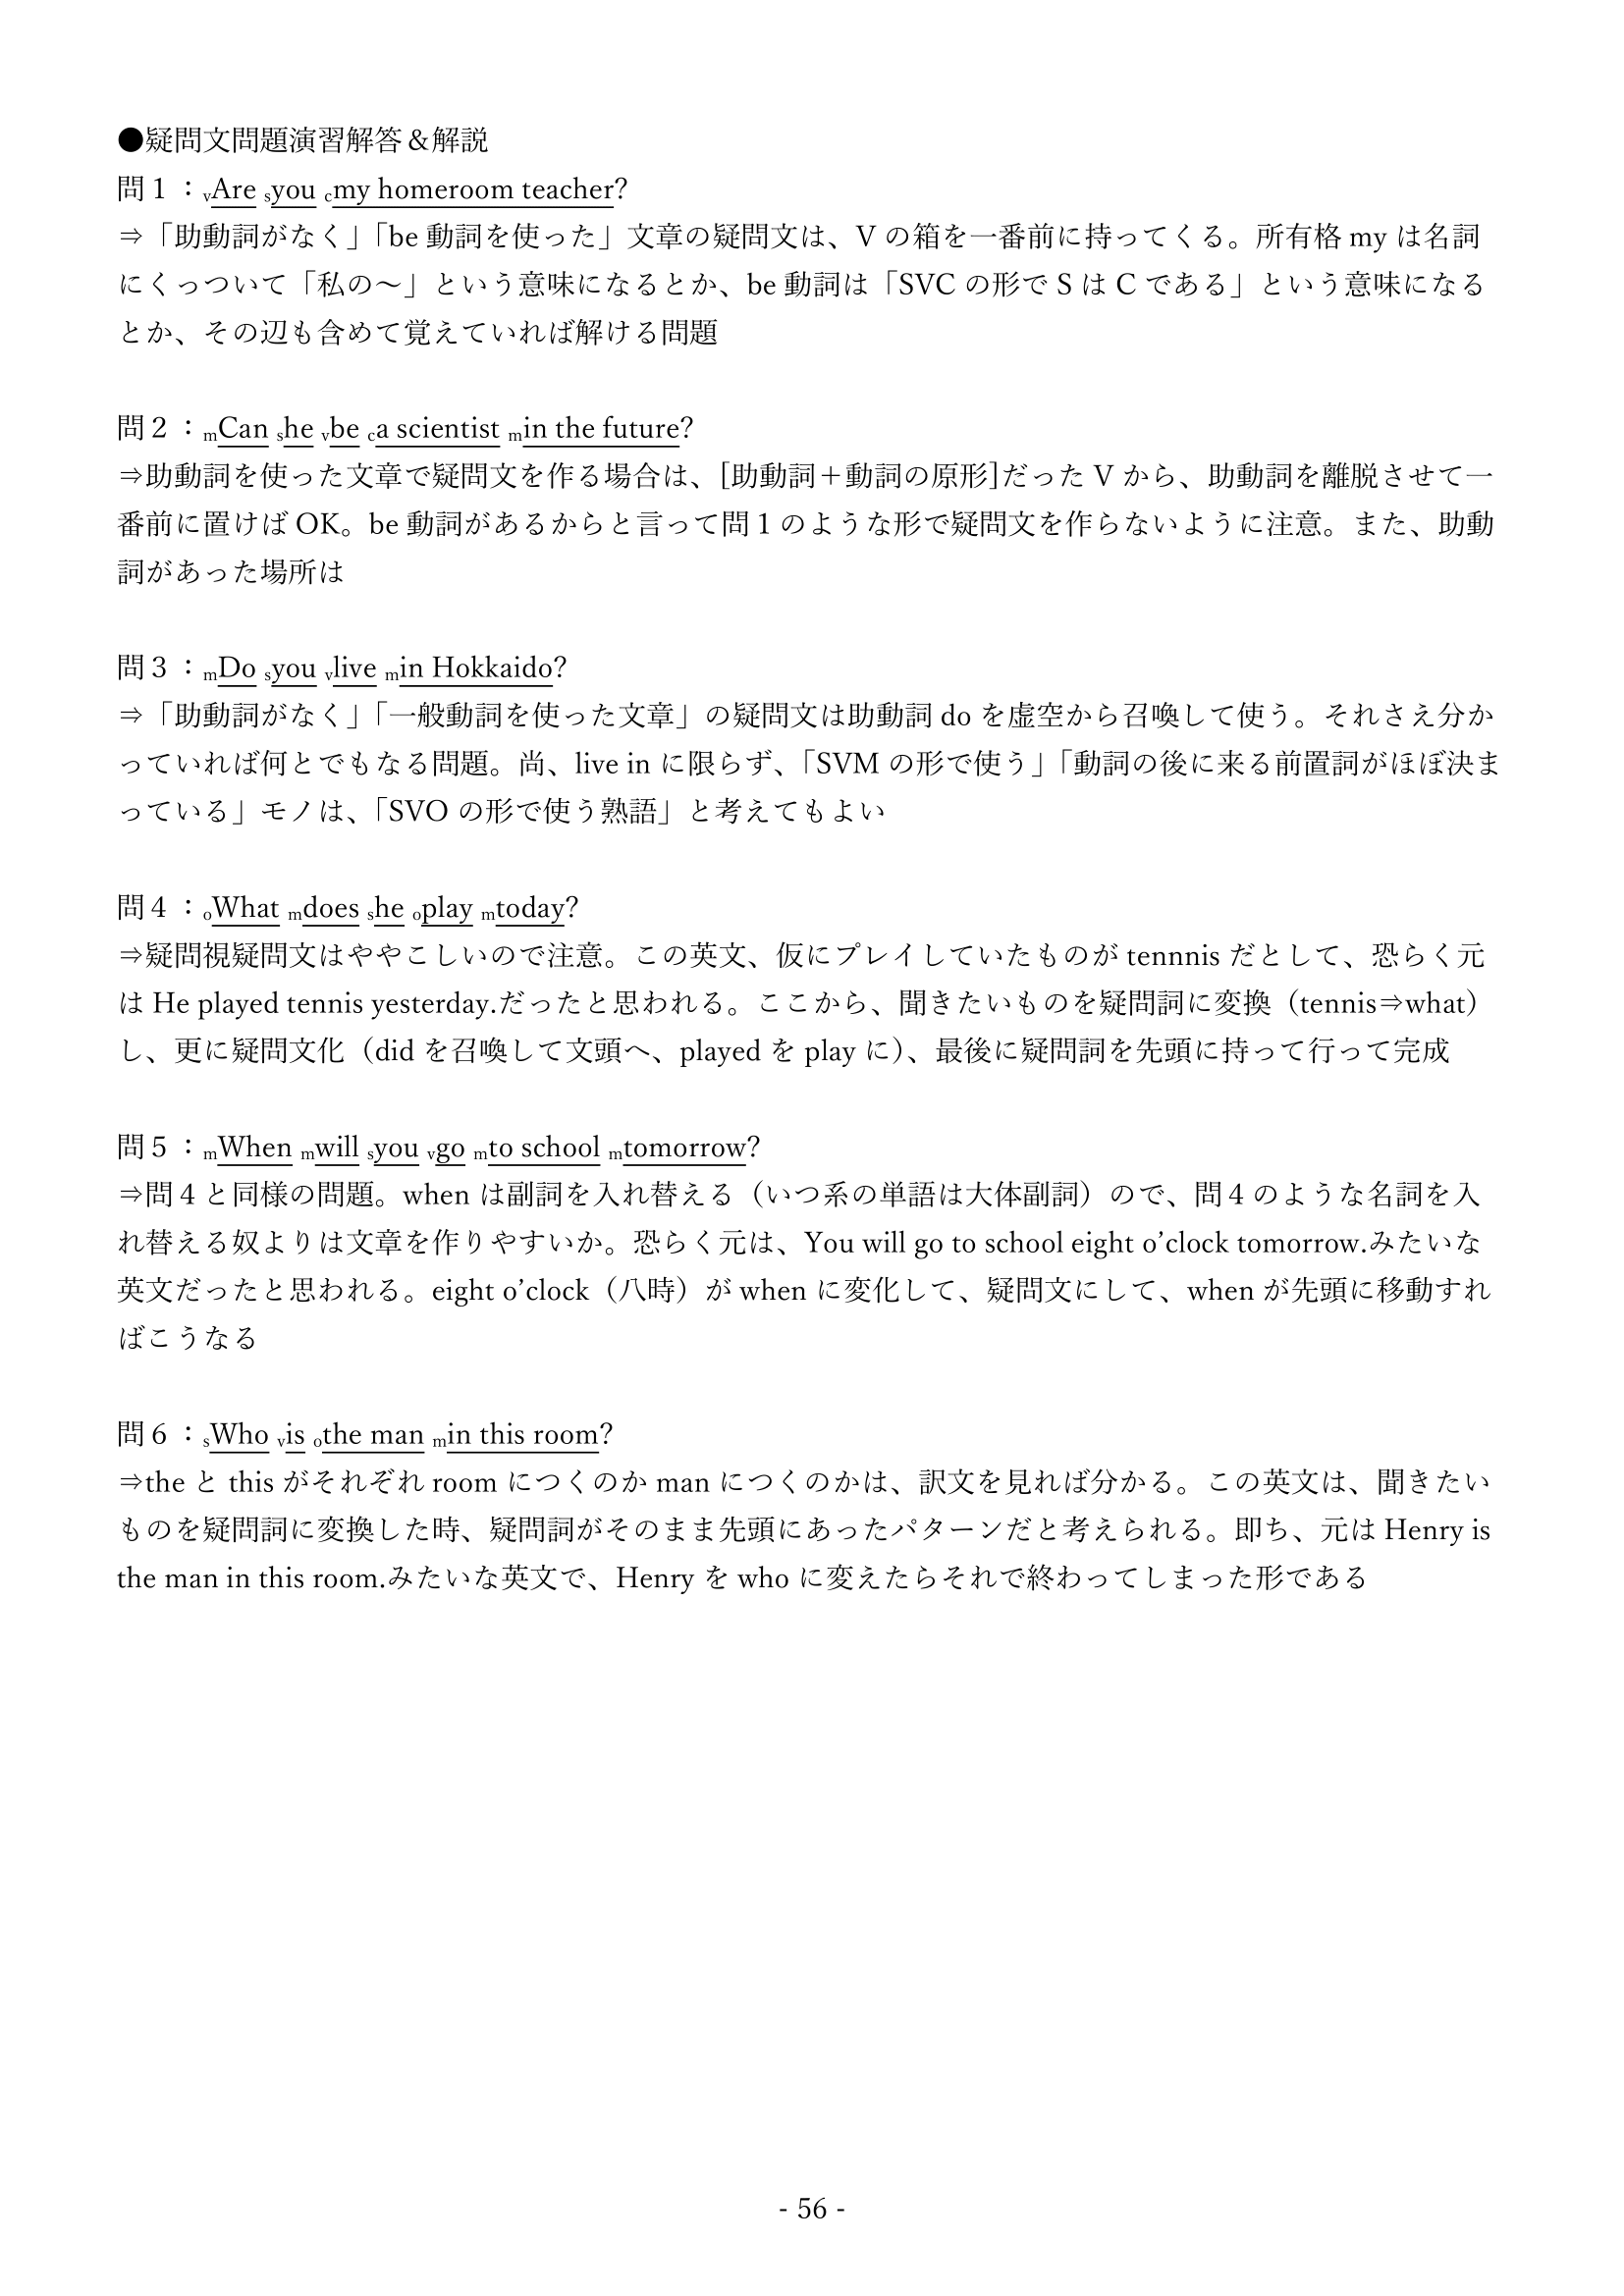 ●疑問文問題演習解答＆解説
問１：vAre syou cmy homeroom teacher?
⇒「助動詞がなく」「be 動詞を使った」文章の疑問文は、V の箱を一番前に持ってくる。所有格 my は名詞
にくっついて「私の～」という意味になるとか、be 動詞は「SVC の形で S は C である」という意味になる
とか、その辺も含めて覚えていれば解ける問題
問２：mCan she vbe ca scientist min the future?
⇒助動詞を使った文章で疑問文を作る場合は、[助動詞＋動詞の原形]だった V から、助動詞を離脱させて一
番前に置けば OK。be 動詞があるからと言って問１のような形で疑問文を作らないように注意。また、助動
詞があった場所は
問３：mDo syou vlive min Hokkaido?
⇒「助動詞がなく」「一般動詞を使った文章」の疑問文は助動詞 do を虚空から召喚して使う。それさえ分か
っていれば何とでもなる問題。尚、live in に限らず、「SVM の形で使う」「動詞の後に来る前置詞がほぼ決ま
っている」モノは、「SVO の形で使う熟語」と考えてもよい
問４：oWhat mdoes she oplay mtoday?
⇒疑問視疑問文はややこしいので注意。この英文、仮にプレイしていたものが tennnis だとして、恐らく元
は He played tennis yesterday.だったと思われる。ここから、聞きたいものを疑問詞に変換（tennis⇒what）
し、更に疑問文化（did を召喚して文頭へ、played を play に）、最後に疑問詞を先頭に持って行って完成
問５：mWhen mwill syou vgo mto school mtomorrow?
⇒問４と同様の問題。when は副詞を入れ替える（いつ系の単語は大体副詞）ので、問４のような名詞を入
れ替える奴よりは文章を作りやすいか。恐らく元は、You will go to school eight o’clock tomorrow.みたいな
英文だったと思われる。eight o’clock（八時）が when に変化して、疑問文にして、when が先頭に移動すれ
ばこうなる
問６：sWho vis othe man min this room?
⇒the と this がそれぞれ room につくのか man につくのかは、訳文を見れば分かる。この英文は、聞きたい
ものを疑問詞に変換した時、疑問詞がそのまま先頭にあったパターンだと考えられる。即ち、元は Henry is
the man in this room.みたいな英文で、Henry を who に変えたらそれで終わってしまった形である
- 56 -